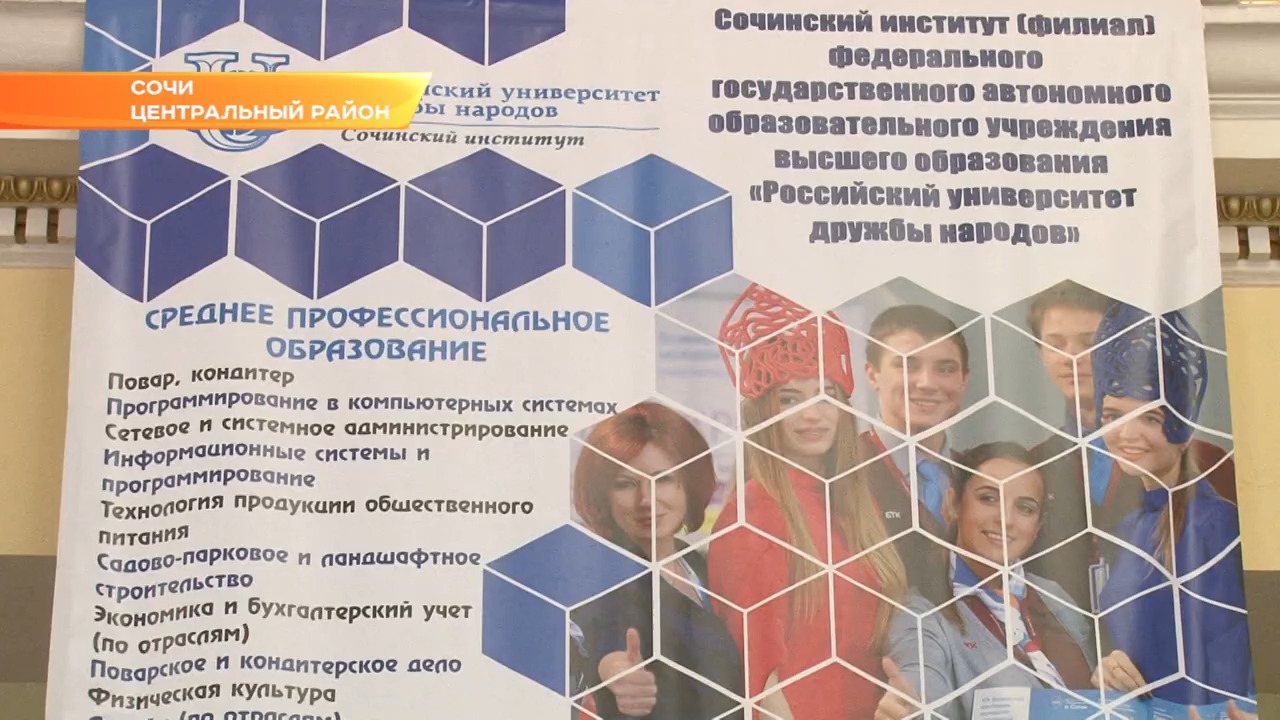 СОЧИ
ЦЕНТРАЛЬНЫЙ РАЙОН
университет
народов
Сочинский институт
Сочинский институт (филиал)
федерального
государственного автономного
образовательного учреждения
высшего образования
«Российский университет
дружбы народов»
СРЕДНЕЕ ПРОФЕССИОНАЛЬНОЕ
ОБРАЗОВАНИЕ
Повар, кондитер
Программирование в компьютерных системах
Сетевое и системное администрирование
Информационные системы и
программирование
Технология продукции общественного
питания
Садово-парковое и ландшафтное
строительство
Экономика и бухгалтерский учет
(по отраслям)
Поварское и кондитерское дело
Физическая культура
(по отраслям)